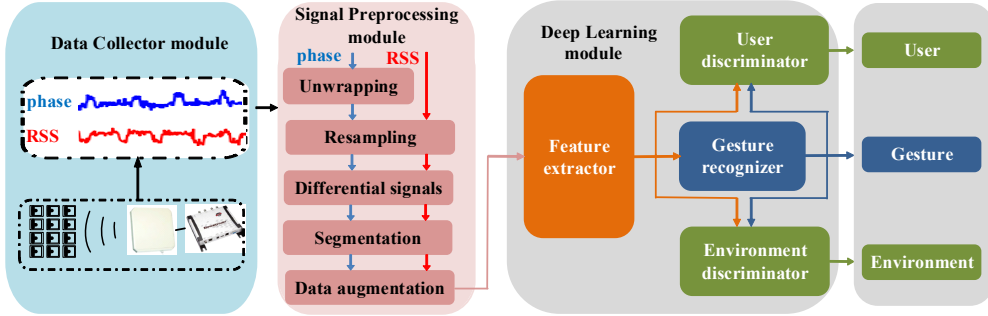 Data Collector module
phase
RSS
Signal Preprocessing
module
phase
RSS
Unwrapping
Resampling
Differential signals
Segmentation
Data augmentation
Deep Learning
module
Feature
extractor
User
discriminator
Gesture
recognizer
Environment
discriminator
User
Gesture
Environment